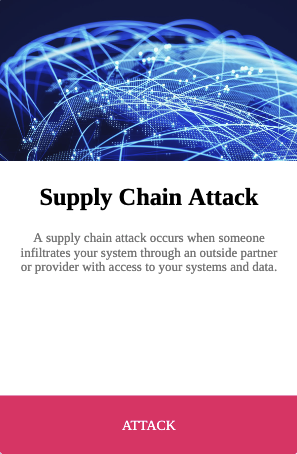 Supply Chain Attack
A supply chain attack occurs when someone
infiltrates your system through an outside partner
or provider with access to your systems and data.
ATTACK